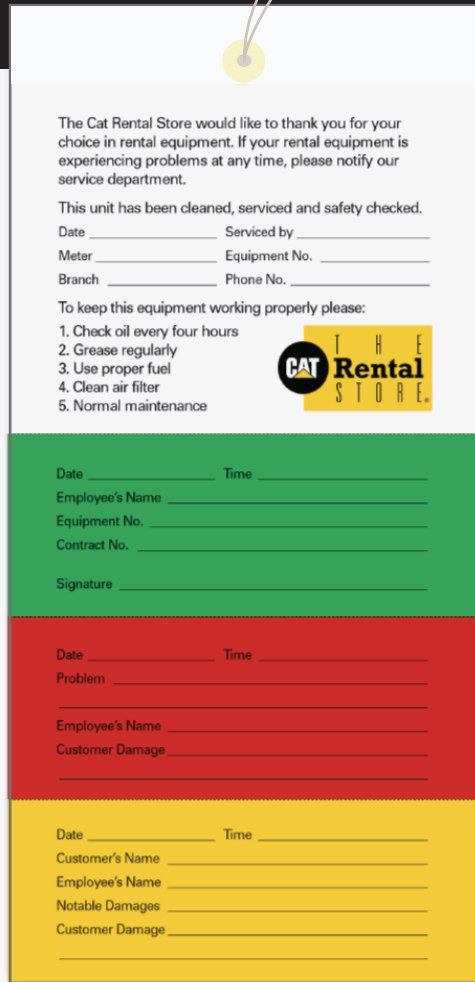 The Cat Rental Store would like to thank you for your
choice in rental equipment. If your rental equipment is
experiencing problems at any time, please notify our
service department.
This unit has been cleaned, serviced and safety checked.
Date Serviced by
Meter Equipment No.
Branch Phone No.
To keep this equipment working properly please:
1. Check oil every four hours
2. Grease regularly
3. Use proper fuel
4. Clean air filter
5. Normal maintenance
THE
CAT Rental
STORE®
Date Time
Employee's Name
Equipment No.
Contract No.
Signature
Date Time
Problem
Employee's Name
Customer Damage
Date Time
Customer's Name
Employee's Name
Notable Damages
Customer Damage